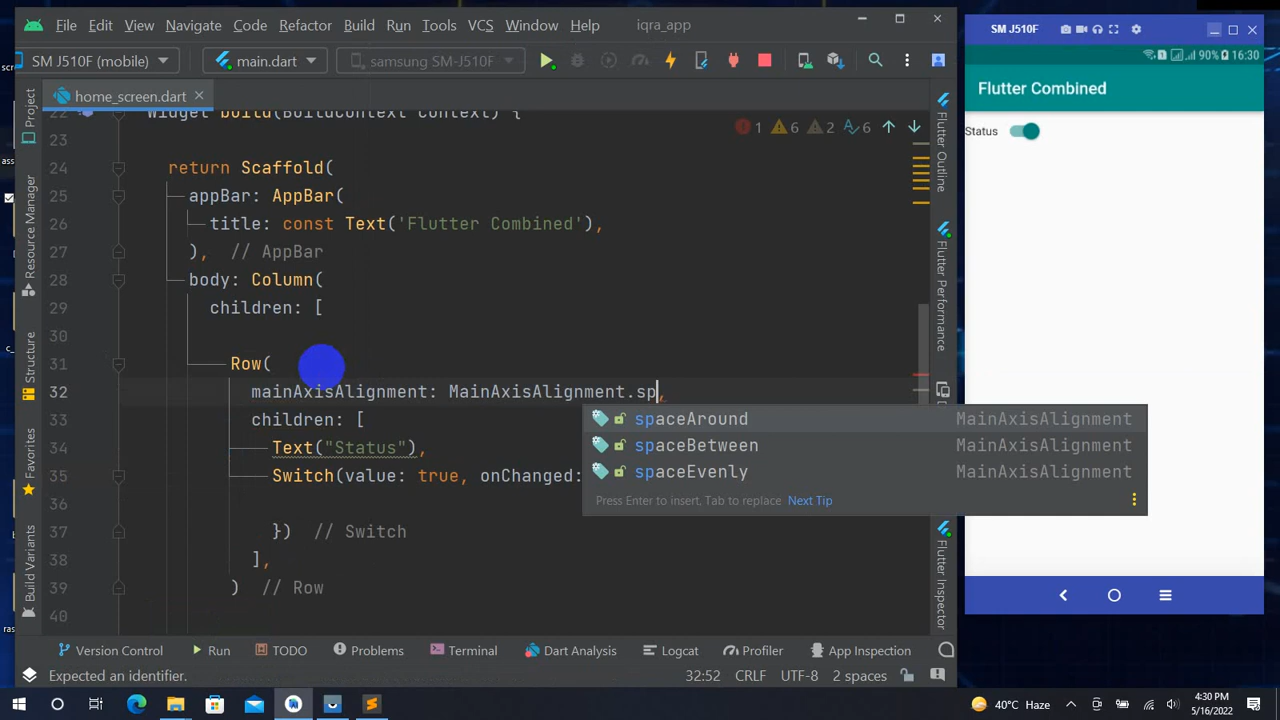 File Edit View Navigate Code Refactor Build Run Tools VCS Window Help iqra_app
SM J510F (mobile) main.dart samsung SM-J510F
home_screen.dart
1 6 2 6
22 Widget build(BuildContext context) {
23
24 return Scaffold(
25 appBar: AppBar(
26 title: const Text('Flutter Combined'),
27 ), // AppBar
28 body: Column(
29 children: [
30
31 Row(
32 mainAxisAlignment: MainAxisAlignment.sp,
33 children: [
34 Text("Status"),
35 Switch(value: true, onChanged:
37 }) // Switch
38 ],
39 ) // Row
40
spaceAround MainAxisAlignment
spaceBetween MainAxisAlignment
spaceEvenly MainAxisAlignment
Press Enter to insert, Tab to replace Next Tip
Project
Resource Manager
Structure
Favorites
Build Variants
Flutter Outline
Flutter Performance
Flutter Inspector
Version Control Run TODO Problems Terminal Dart Analysis Logcat Profiler App Inspection
Expected an identifier. 32:52 CRLF UTF-8 2 spaces
SM J510F
90% 16:30
Flutter Combined
Status
40°C Haze
4:30 PM
5/16/2022